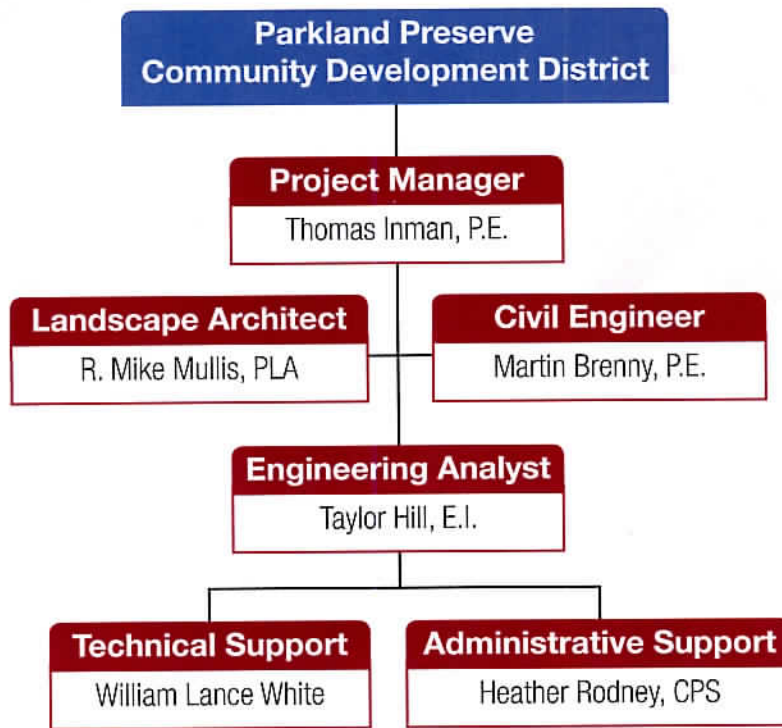 Parkland Preserve
Community Development District
Project Manager
Thomas Inman, P.E.
Landscape Architect
R. Mike Mullis, PLA
Civil Engineer
Martin Brenny, P.E.
Engineering Analyst
Taylor Hill, E.I.
Technical Support
William Lance White
Administrative Support
Heather Rodney, CPS